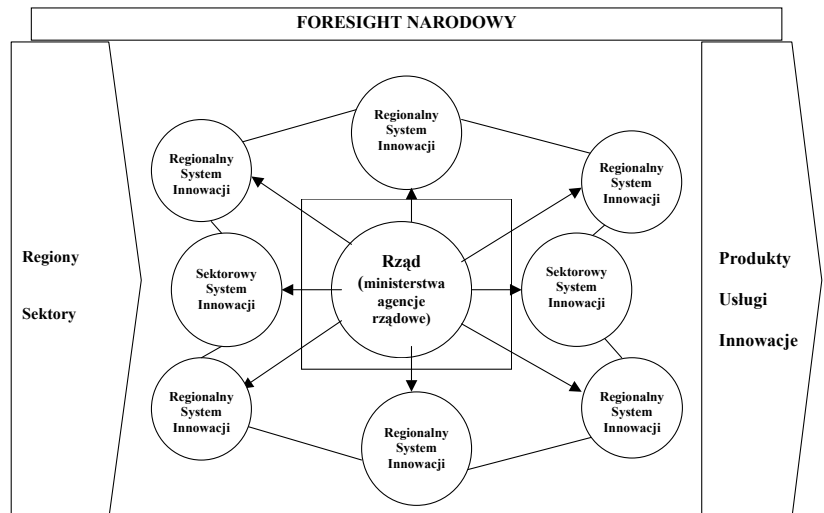 FORESIGHT NARODOWY
Regionalny
System
Innowacji
Regionalny
System
Innowacji
Regionalny
System
Innowacji
Regiony
Sektory
Sektorowy
System
Innowacji
Rząd
(ministerstwa
agencje
rządowe)
Sektorowy
System
Innowacji
Produkty
Usługi
Innowacje
Regionalny
System
Innowacji
Regionalny
System
Innowacji
Regionalny
System
Innowacji